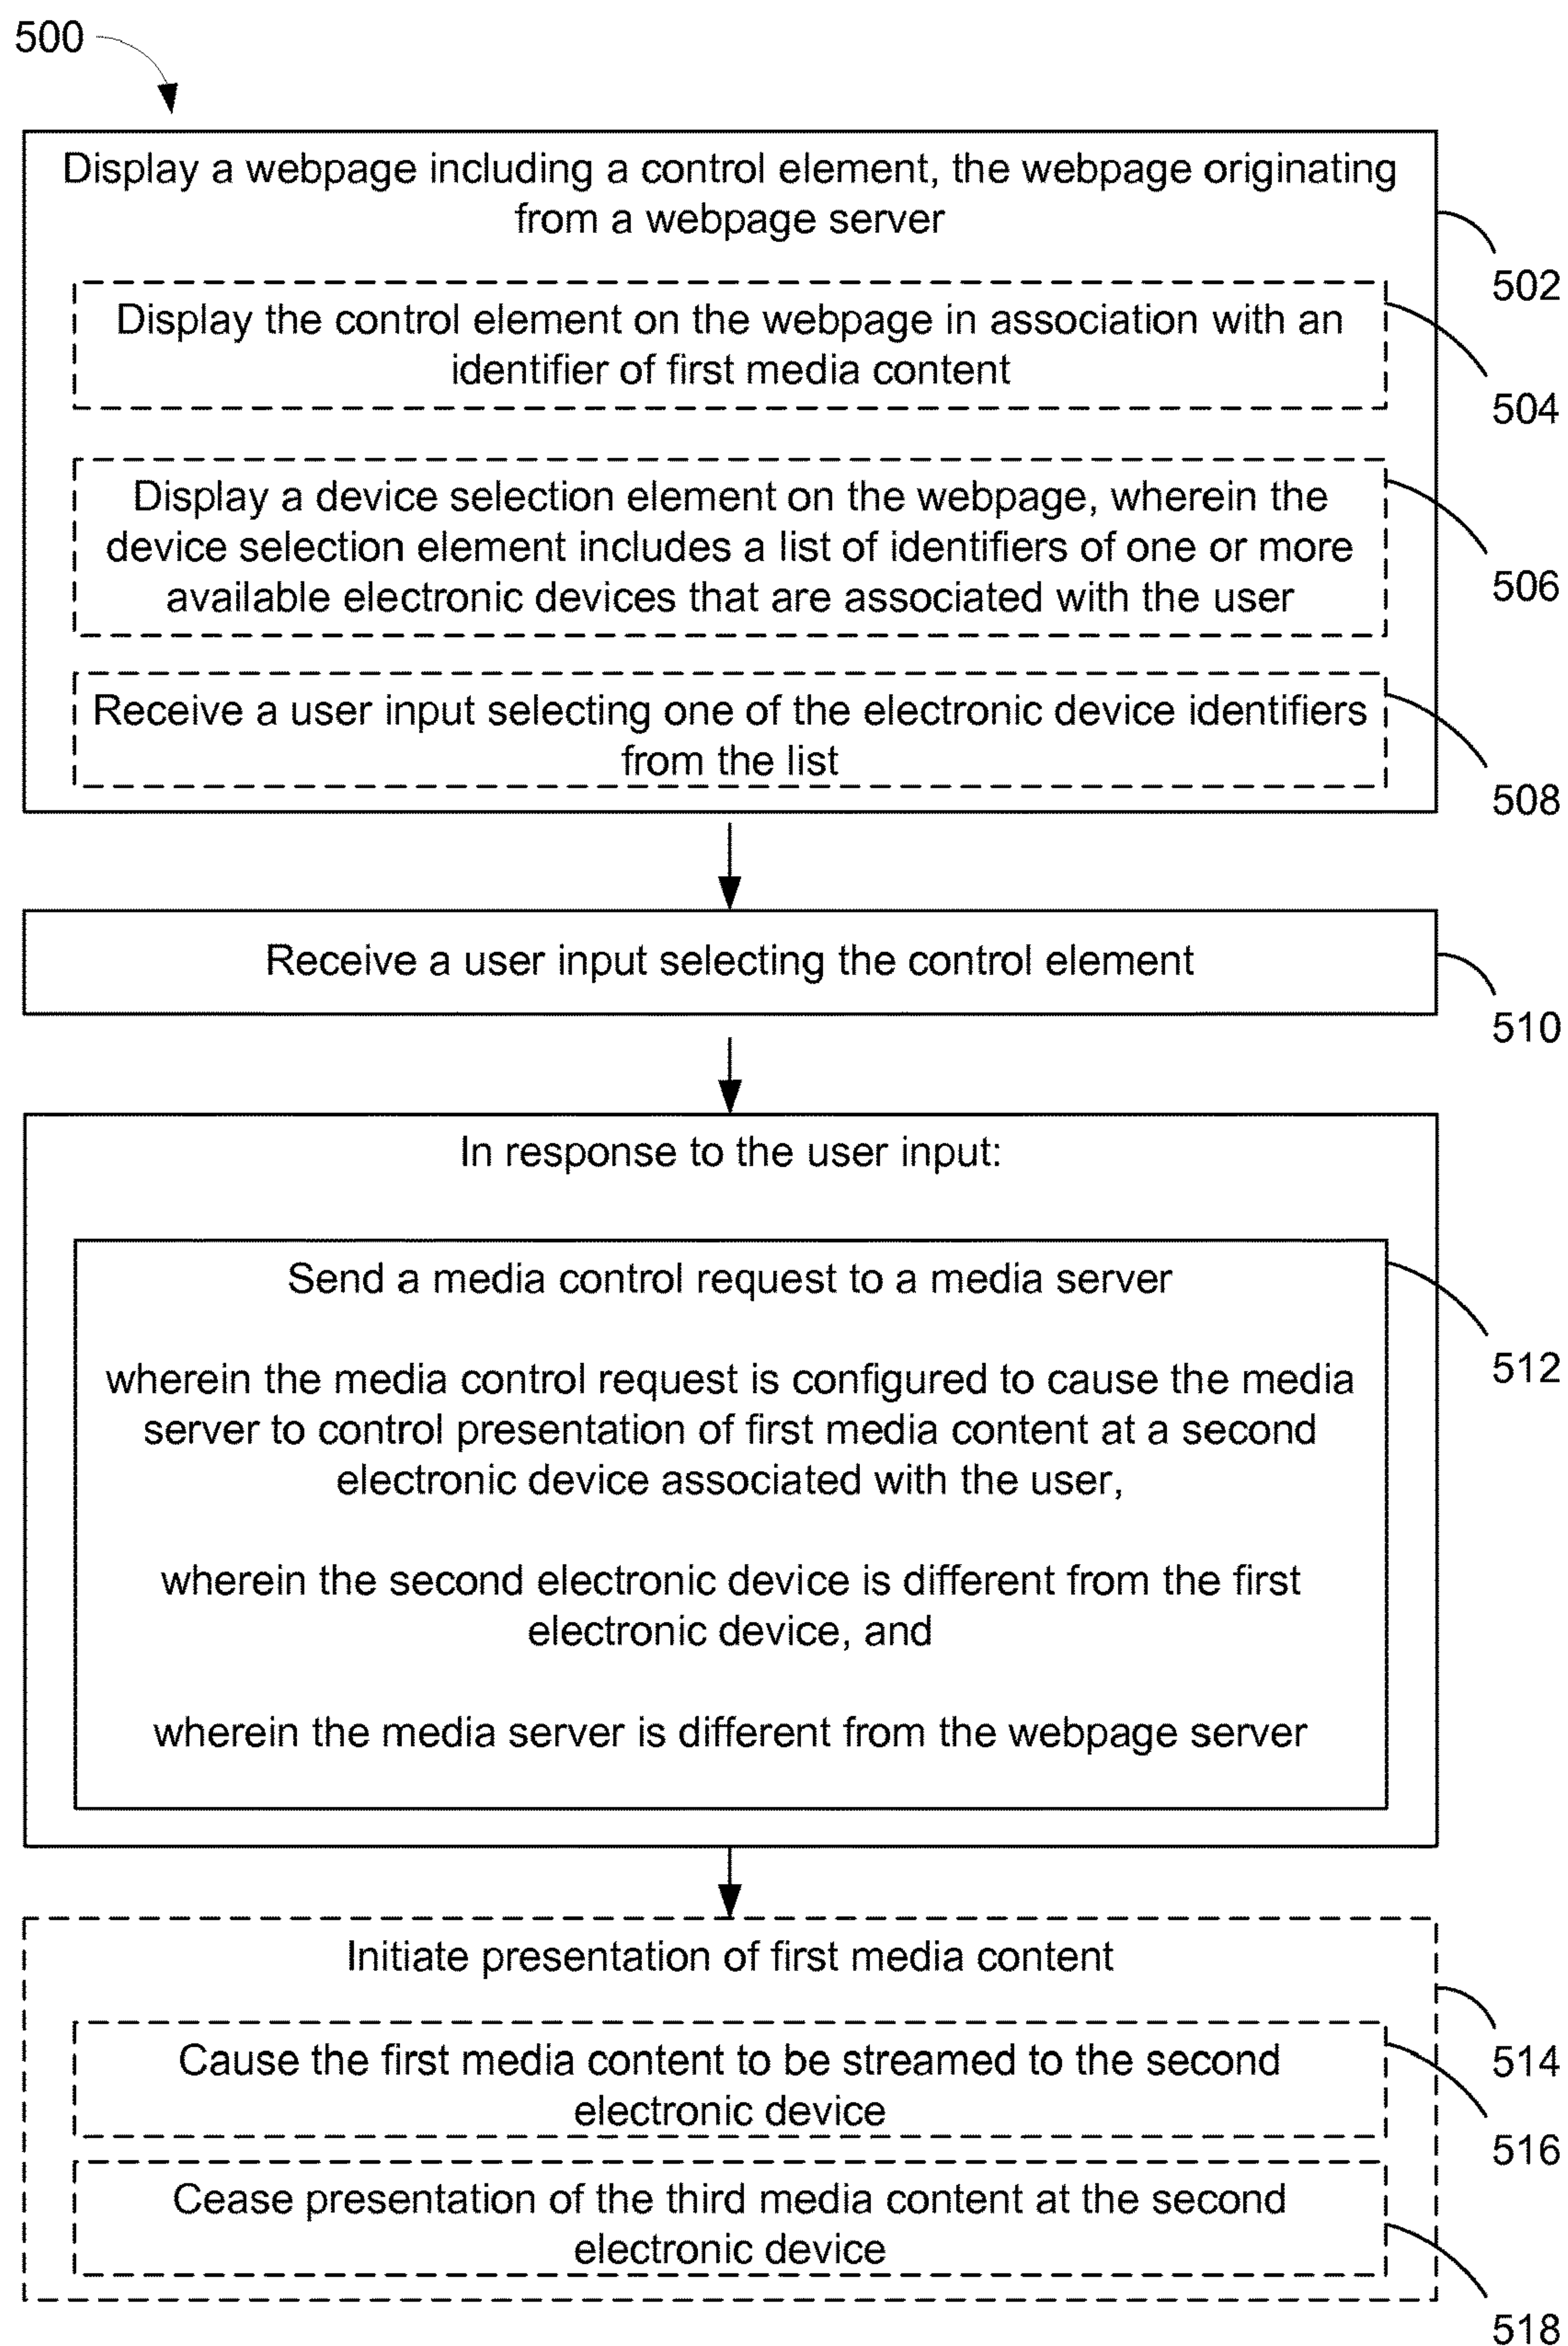 500
Display a webpage including a control element, the webpage originating
from a webpage server
502
Display the control element on the webpage in association with an
identifier of first media content
504
Display a device selection element on the webpage, wherein the
device selection element includes a list of identifiers of one or more
available electronic devices that are associated with the user
506
Receive a user input selecting one of the electronic device identifiers
from the list
508
Receive a user input selecting the control element
510
In response to the user input:
Send a media control request to a media server
wherein the media control request is configured to cause the media
server to control presentation of first media content at a second
electronic device associated with the user,
wherein the second electronic device is different from the first
electronic device, and
wherein the media server is different from the webpage server
512
Initiate presentation of first media content
514
Cause the first media content to be streamed to the second
electronic device
516
Cease presentation of the third media content at the second
electronic device
518